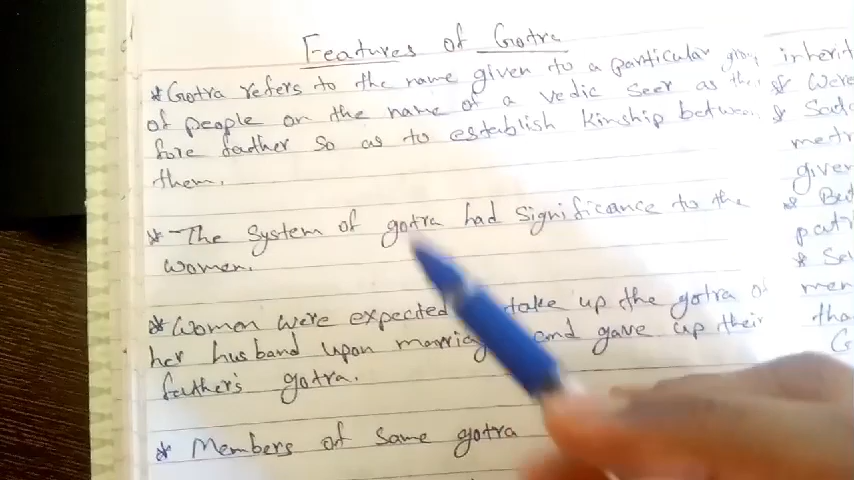 Features of Gotra
* Gotra refers to the name given to a particular
of people on the name of a vedic seer as
fore father so as to establish kinship between
them.
* The system of gotra had significance to the
women.
* Women were expected take up the gotra of
her husband upon and gave up their
father's gotra.
* Members of same gotra
inherit
* Were
given
*